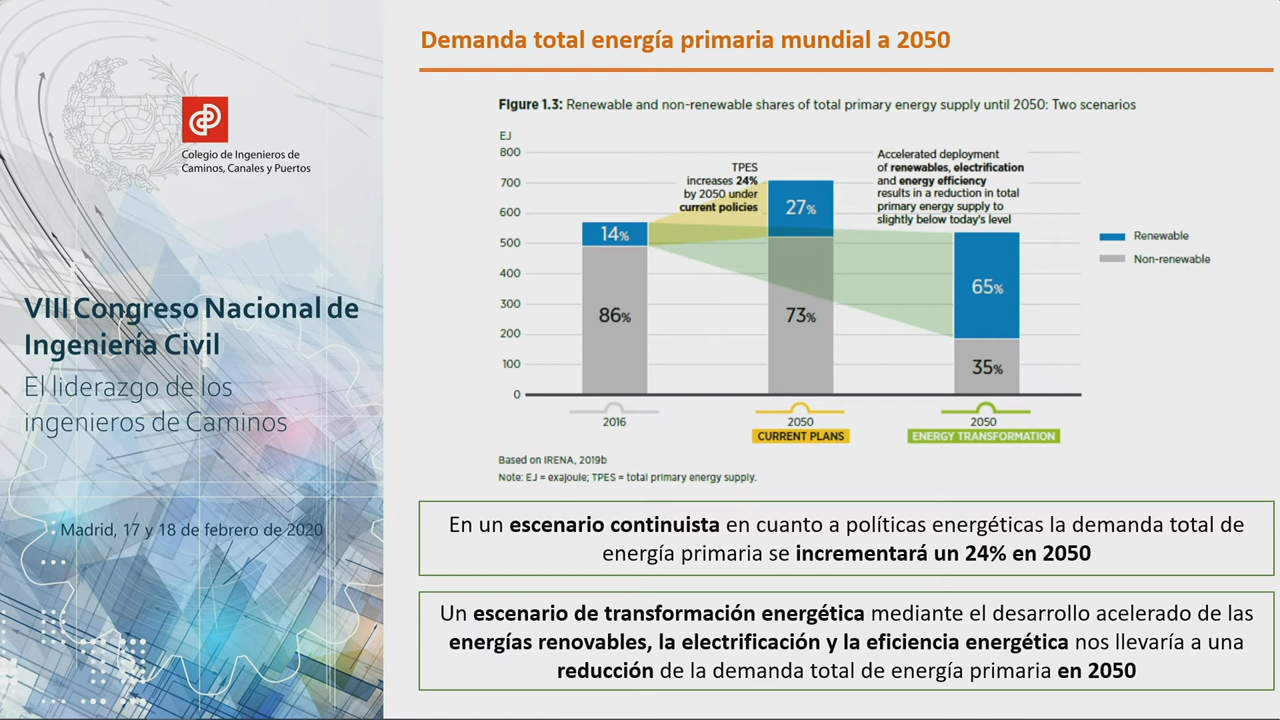 Colegio de Ingenieros de
Caminos, Canales y Puertos
VIII Congreso Nacional de
Ingeniería Civil
El liderazgo de los
ingenieros de Caminos
Madrid, 17 y 18 de febrero de 2020
Demanda total energía primaria mundial a 2050
Figure 1.3: Renewable and non-renewable shares of total primary energy supply until 2050: Two scenarios
EJ
800
700
600
500
400
300
200
100
0
TPES
increases 24%
by 2050 under
current policies
Accelerated deployment
of renewables, electrification
and energy efficiency
results in a reduction in total
primary energy supply to
slightly below today's level
14%
86%
27%
73%
65%
35%
Renewable
Non-renewable
2016
2050
CURRENT PLANS
2050
ENERGY TRANSFORMATION
Based on IRENA, 2019b
Note: EJ = exajoule; TPES = total primary energy supply.
En un escenario continuista en cuanto a políticas energéticas la demanda total de
energía primaria se incrementará un 24% en 2050
Un escenario de transformación energética mediante el desarrollo acelerado de las
energías renovables, la electrificación y la eficiencia energética nos llevaría a una
reducción de la demanda total de energía primaria en 2050